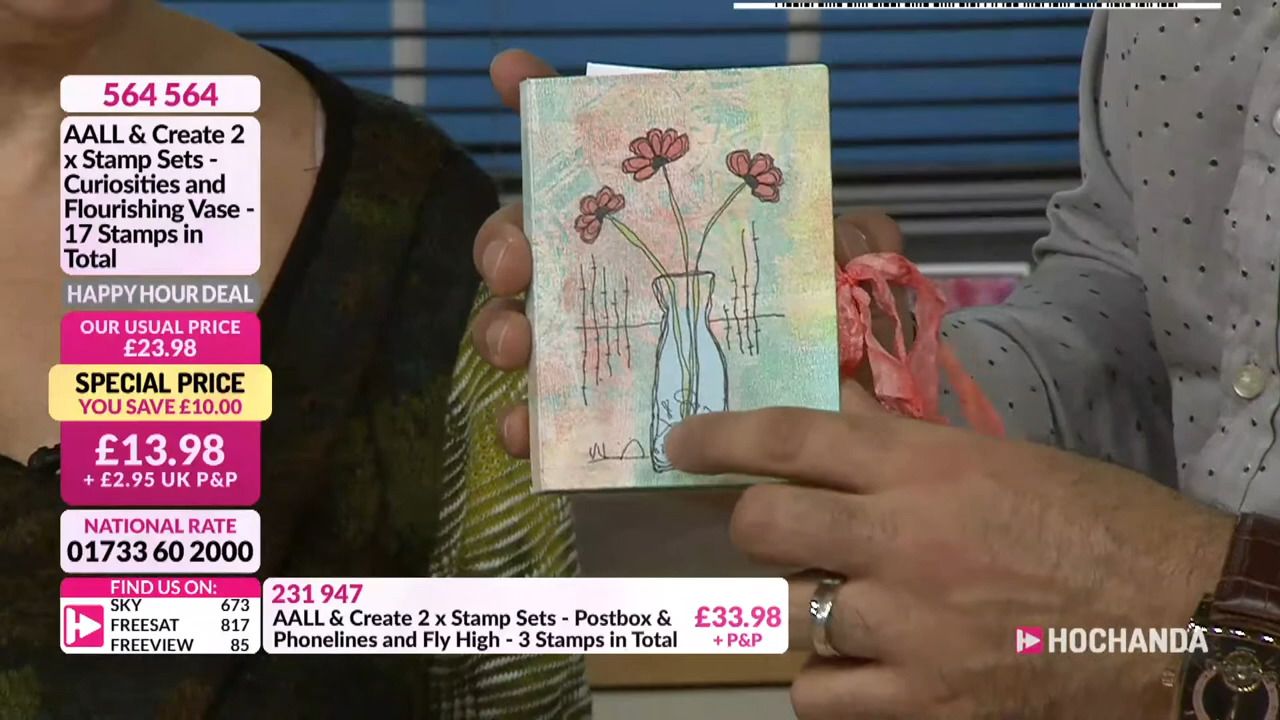 564 564
AALL & Create 2
x Stamp Sets -
Curiosities and
Flourishing Vase -
17 Stamps in
Total
HAPPY HOUR DEAL
OUR USUAL PRICE
£23.98
SPECIAL PRICE
YOU SAVE £10.00
£13.98
+ £2.95 UK P&P
NATIONAL RATE
01733 60 2000
FIND US ON:
SKY 673
FREESAT 817
FREEVIEW 85
231 947
AALL & Create 2 x Stamp Sets - Postbox &
Phonelines and Fly High - 3 Stamps in Total
£33.98
+ P&P
HOCHANDA